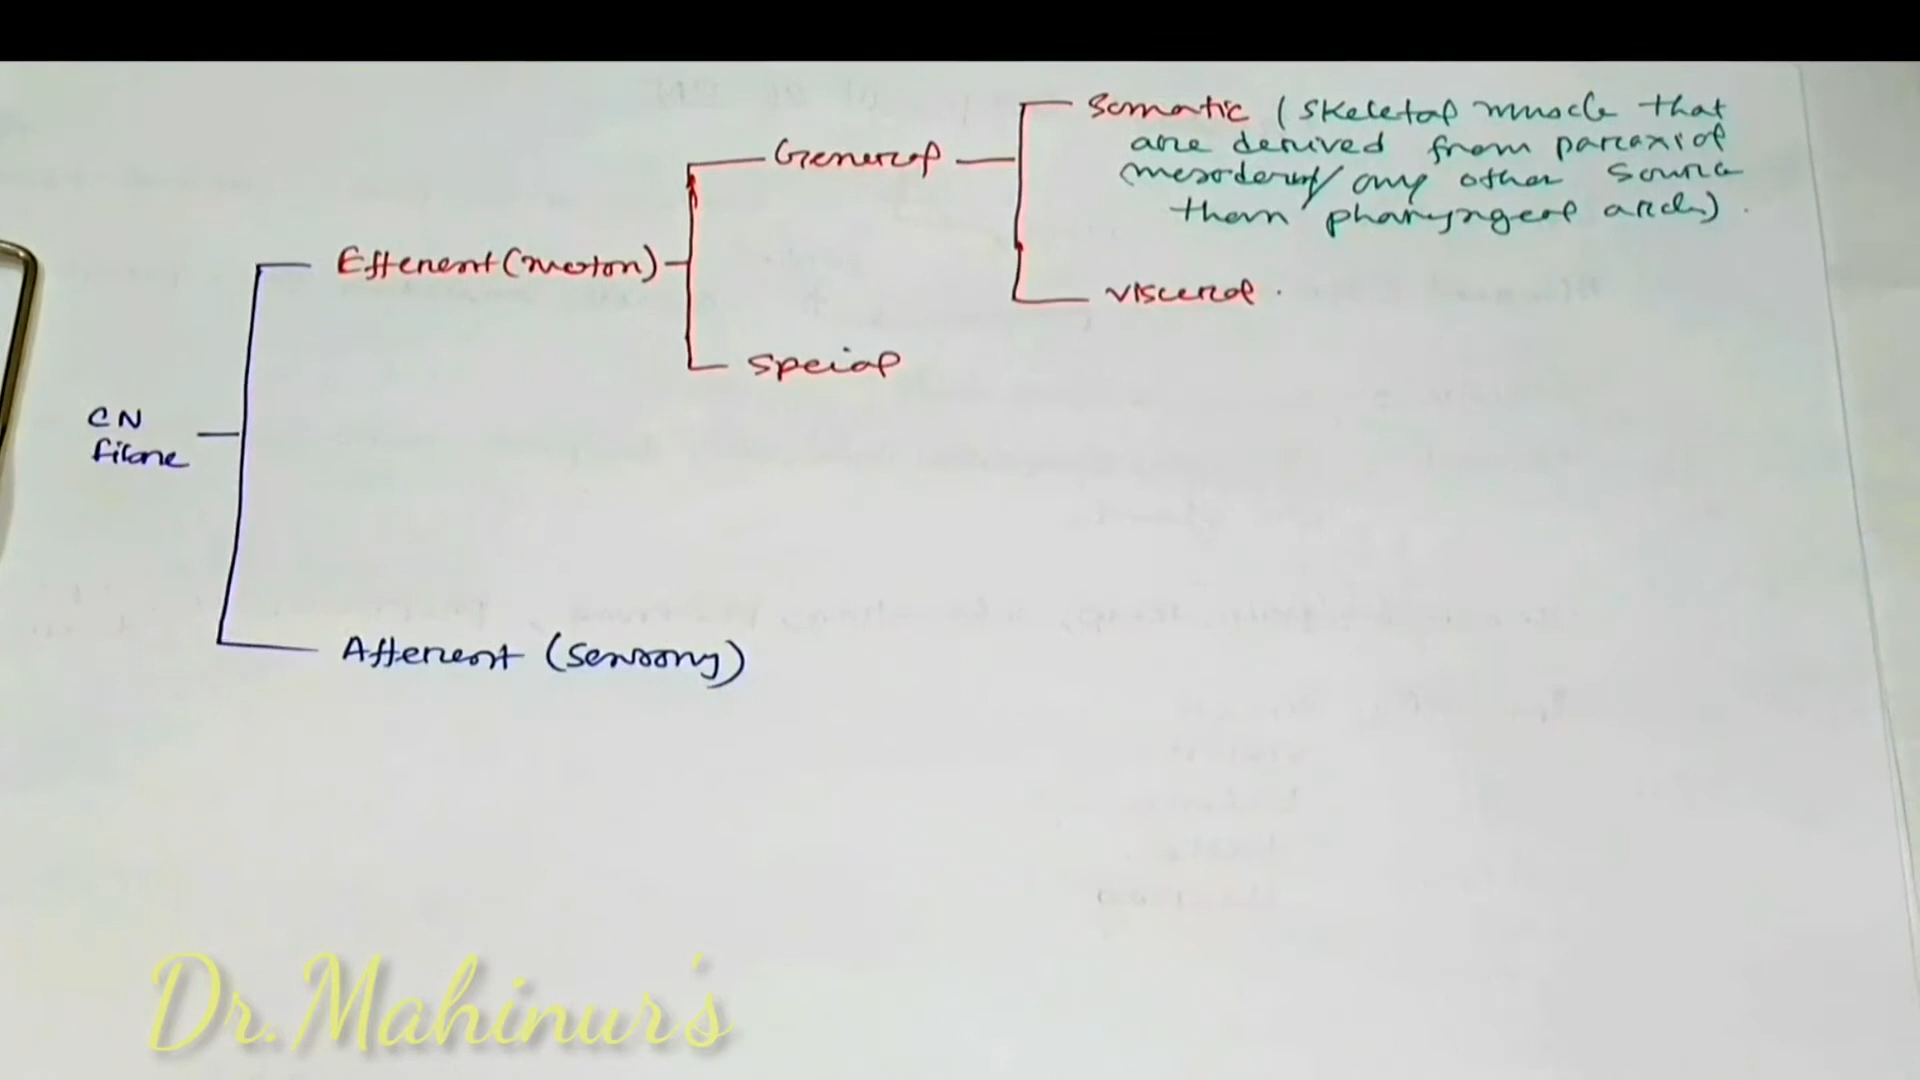 Somatic (skeletal muscle that
are derived from paraxial
mesoderm/ any other source
than pharyngeal arch).
General
Efferent (motor)
visceral.
Speial
CN
fibre
Afferent (sensory)
Dr.Mahinur's